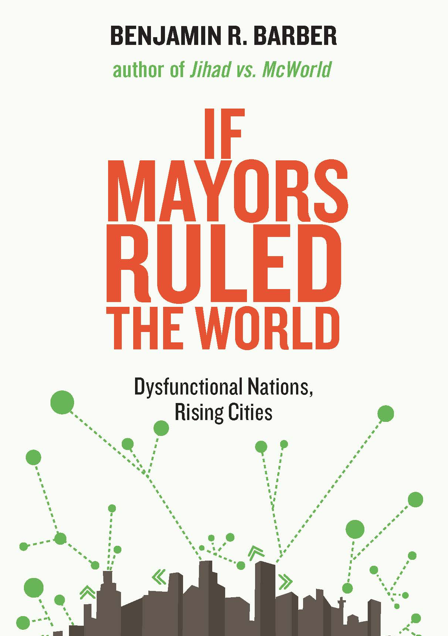 BENJAMIN R. BARBER
author of Jihad vs. McWorld
IF
MAYORS
RULED
THE WORLD
Dysfunctional Nations,
Rising Cities